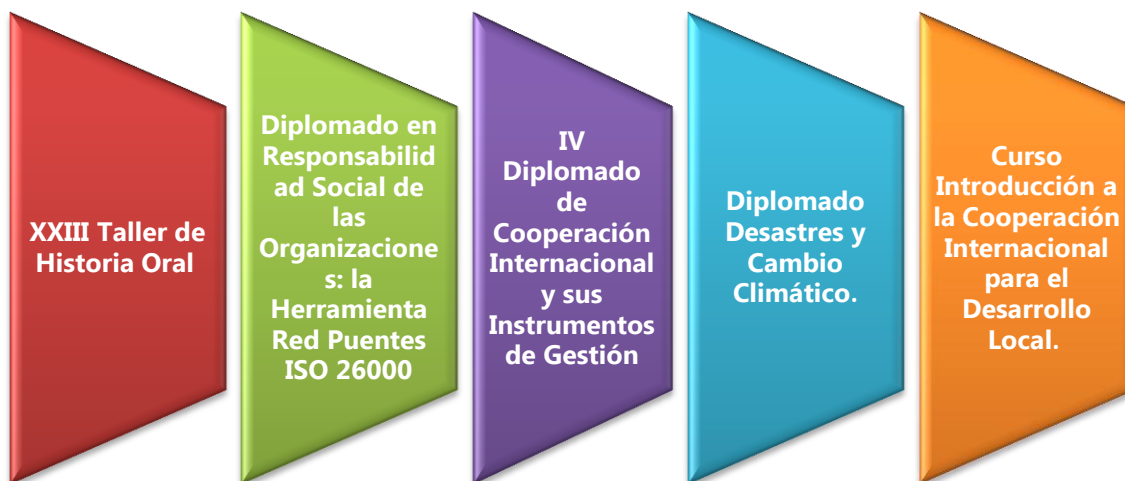 XXIII Taller de
Historia Oral
Diplomado en
Responsabilid
ad Social de
las
Organizacione
s: la
Herramienta
Red Puentes
ISO 26000
IV
Diplomado
de
Cooperación
Internacional
y sus
Instrumentos
de Gestión
Diplomado
Desastres y
Cambio
Climático.
Curso
Introducción a
la Cooperación
Internacional
para el
Desarrollo
Local.